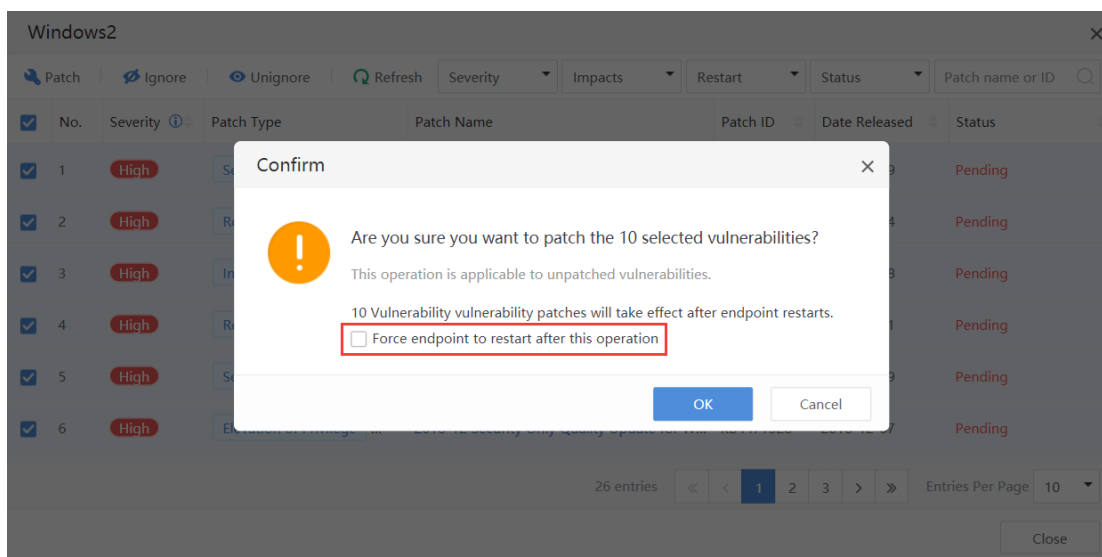 Windows2
Patch Ignore Unignore Refresh Severity Impacts Restart Status Patch name or ID
No. Severity Patch Type Patch Name Patch ID Date Released Status
1 High Pending
2 High Pending
3 High Pending
4 High Pending
5 High Pending
6 High Pending
Confirm
Are you sure you want to patch the 10 selected vulnerabilities?
This operation is applicable to unpatched vulnerabilities.
10 Vulnerability vulnerability patches will take effect after endpoint restarts.
Force endpoint to restart after this operation
OK Cancel
26 entries 1 2 3 Entries Per Page 10
Close